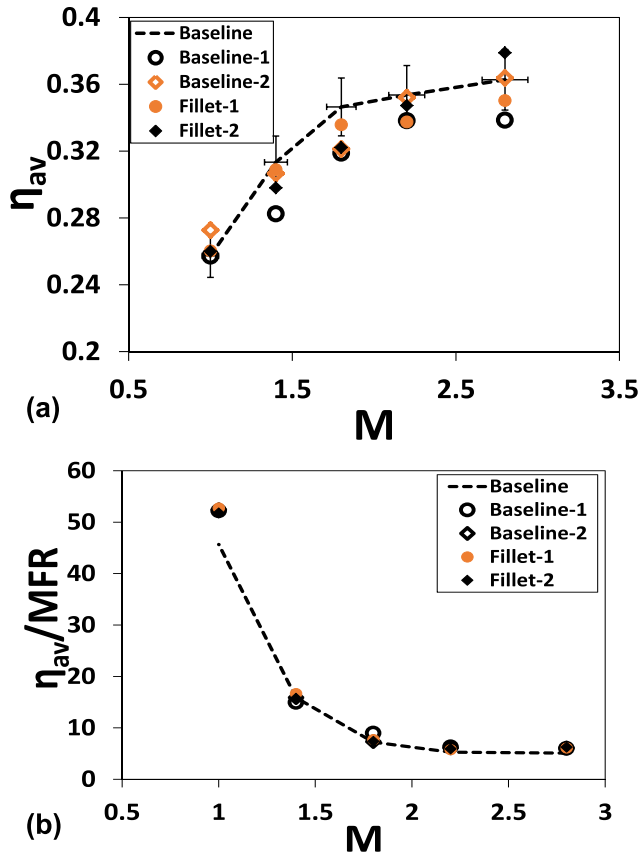 0.4
0.36
0.32
0.28
0.24
0.2
η_av
Baseline
Baseline-1
Baseline-2
Fillet-1
Fillet-2
0.5
1.5
2.5
3.5
(a)
M
60
50
40
30
20
10
0
η_av/MFR
Baseline
Baseline-1
Baseline-2
Fillet-1
Fillet-2
0.5
1
1.5
2
2.5
3
(b)
M